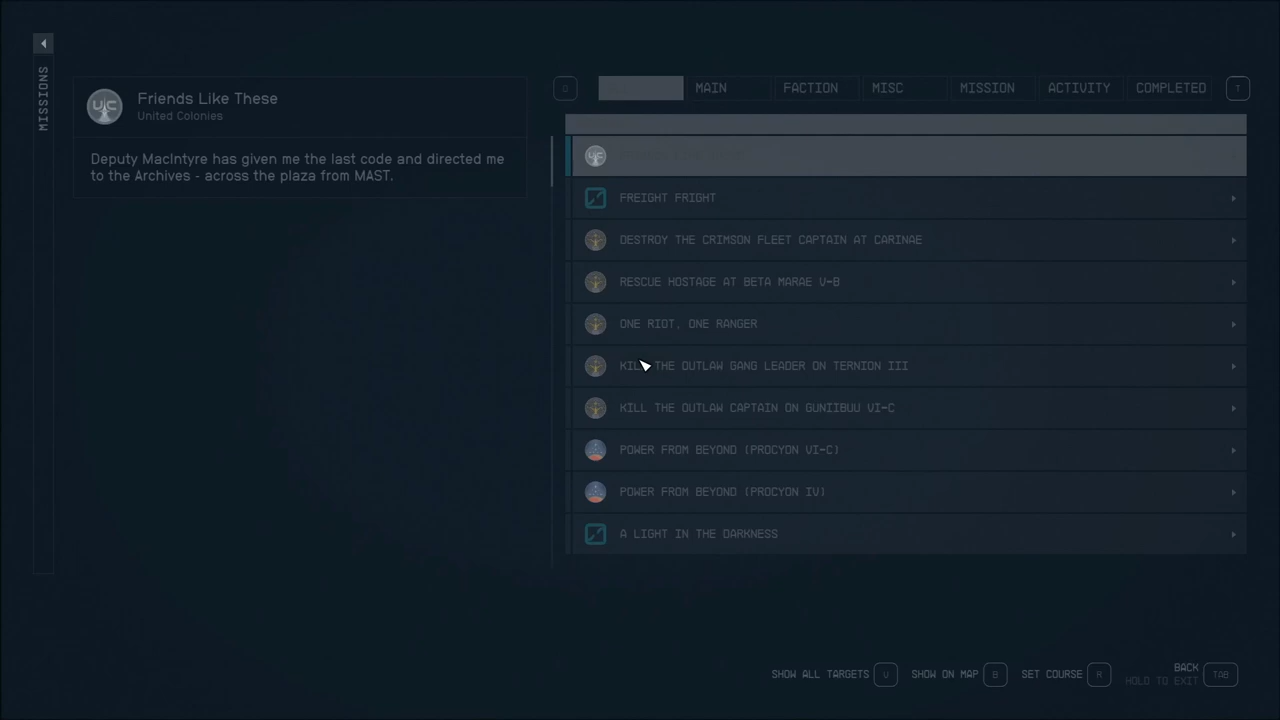 MISSIONS
UC
Friends Like These
United Colonies
Deputy MacIntyre has given me the last code and directed me
to the Archives - across the plaza from MAST.
Q
MAIN
FACTION
MISC
MISSION
ACTIVITY
COMPLETED
T
UC
FREIGHT FRIGHT
DESTROY THE CRIMSON FLEET CAPTAIN AT CARINAE
RESCUE HOSTAGE AT BETA MARAE V-B
ONE RIOT, ONE RANGER
KILL THE OUTLAW GANG LEADER ON TERNION III
KILL THE OUTLAW CAPTAIN ON GUNIIBUU VI-C
POWER FROM BEYOND (PROCYON VI-C)
POWER FROM BEYOND (PROCYON IV)
A LIGHT IN THE DARKNESS
SHOW ALL TARGETS V
SHOW ON MAP B
SET COURSE R
BACK
HOLD TO EXIT TAB